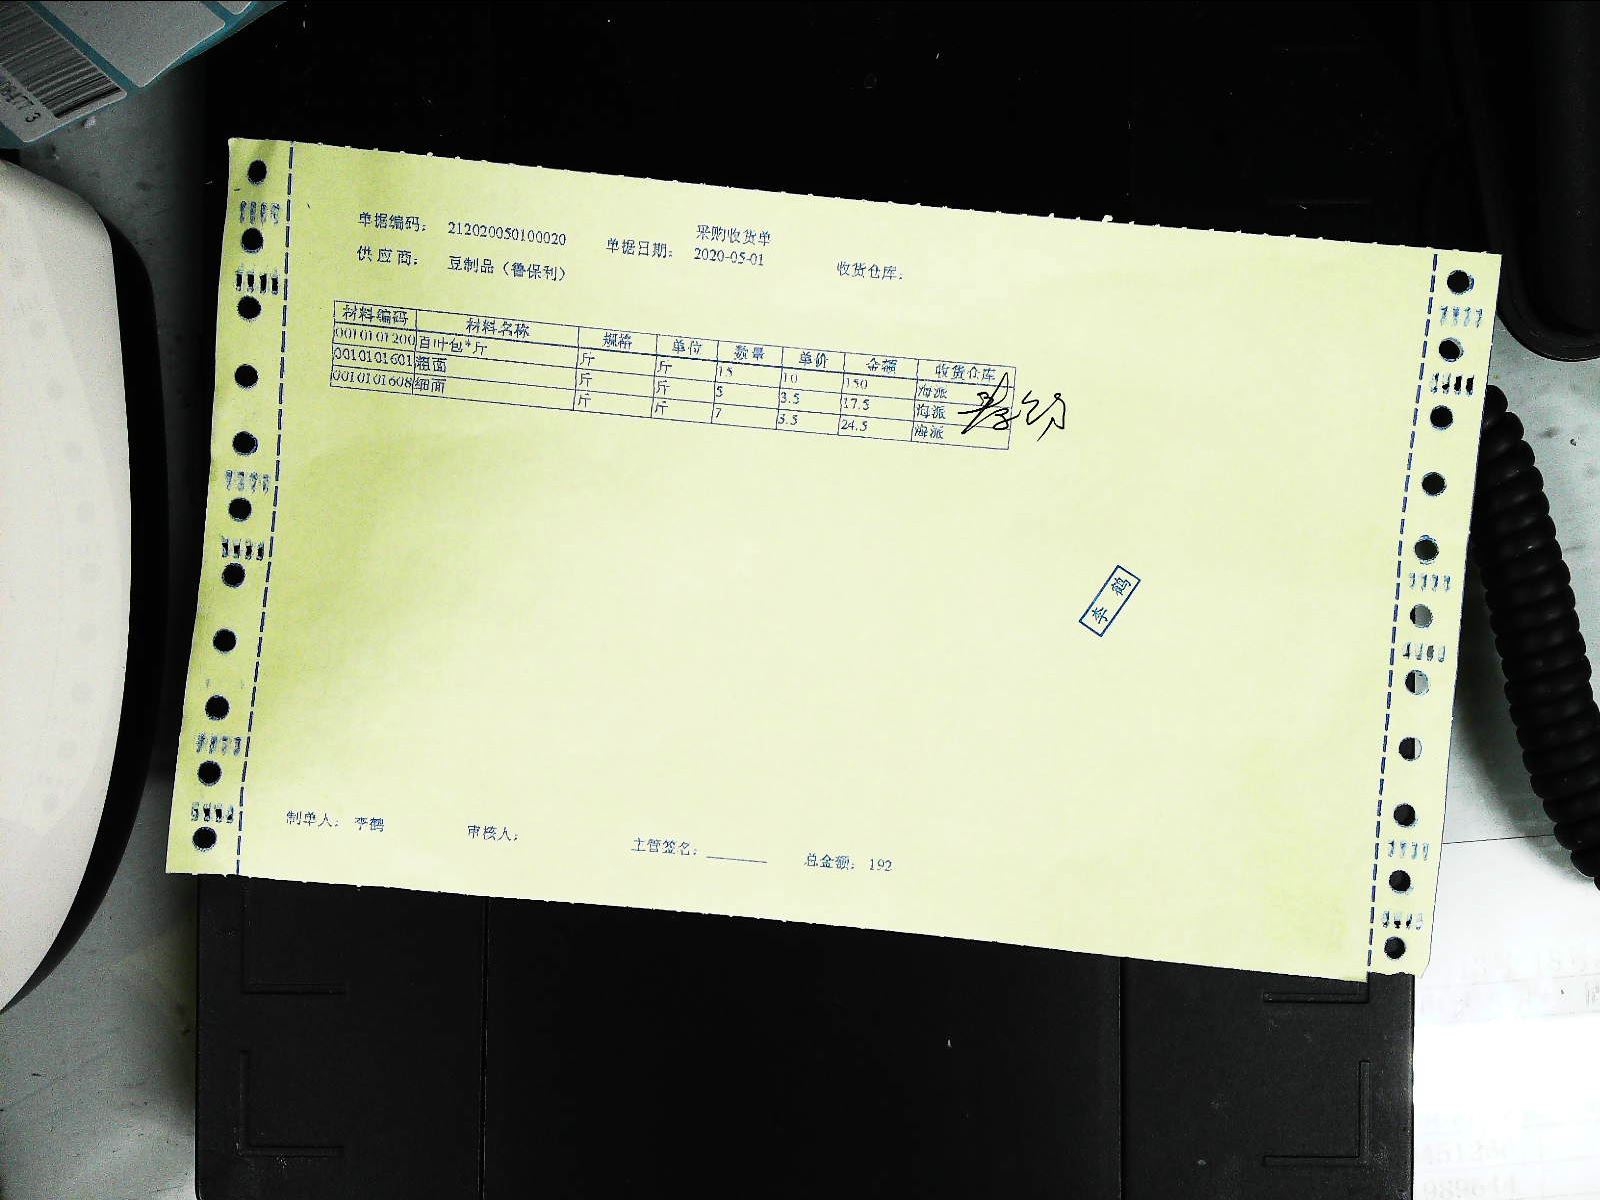 采购收货单
单据编码： 212020050100020 单据日期： 2020-05-01 收货仓库：
供应商： 豆制品（鲁保利）
材料编码 材料名称 规格 单位 数量 单价 金额 收货仓库
0010101200 百叶包*斤 斤 斤 15 10 150 海派
0010101601 粗面 斤 斤 5 3.5 17.5 海派
0010101608 细面 斤 斤 7 3.5 24.5 海派
李鹤
制单人： 李鹤 审核人： 主管签名： 总金额： 192